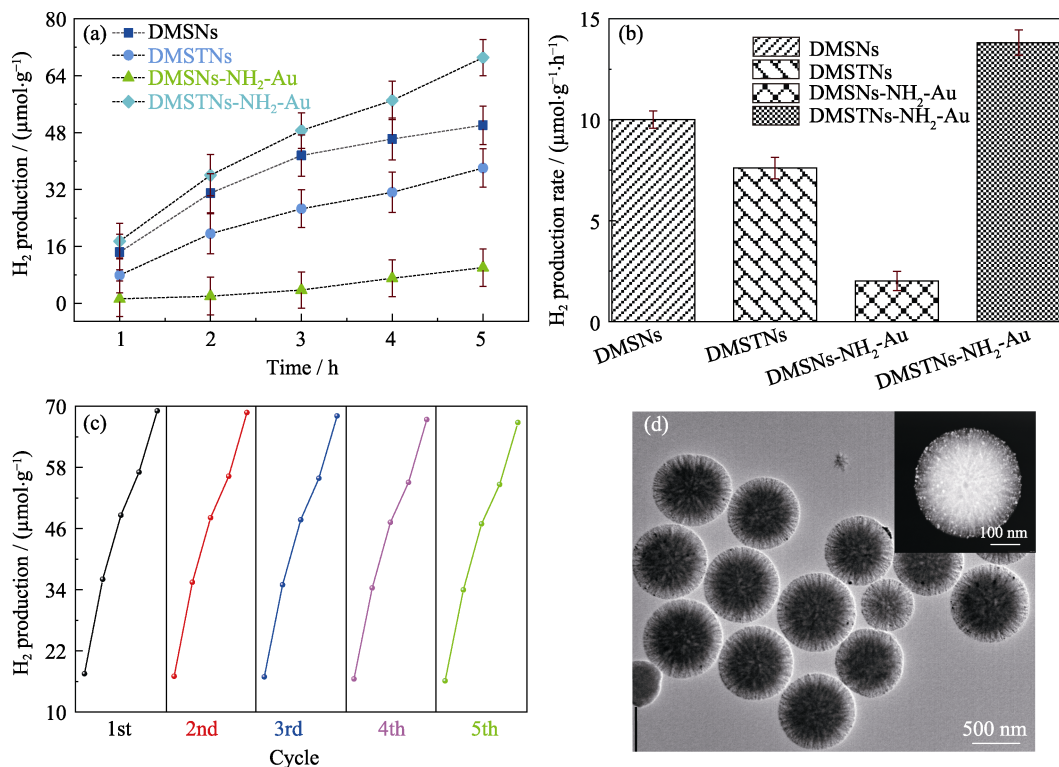 (a)
DMSNs
DMSTNs
DMSNs-NH₂-Au
DMSTNs-NH₂-Au
H₂ production / (μmol·g⁻¹)
80
64
48
32
16
0
1 2 3 4 5
Time / h
(b)
DMSNs
DMSTNs
DMSNs-NH₂-Au
DMSTNs-NH₂-Au
H₂ production rate / (μmol·g⁻¹·h⁻¹)
15
10
5
0
DMSNs
DMSTNs
DMSNs-NH₂-Au
DMSTNs-NH₂-Au
(c)
H₂ production / (μmol·g⁻¹)
70
58
46
34
22
10
1st 2nd 3rd 4th 5th
Cycle
(d)
100 nm
500 nm